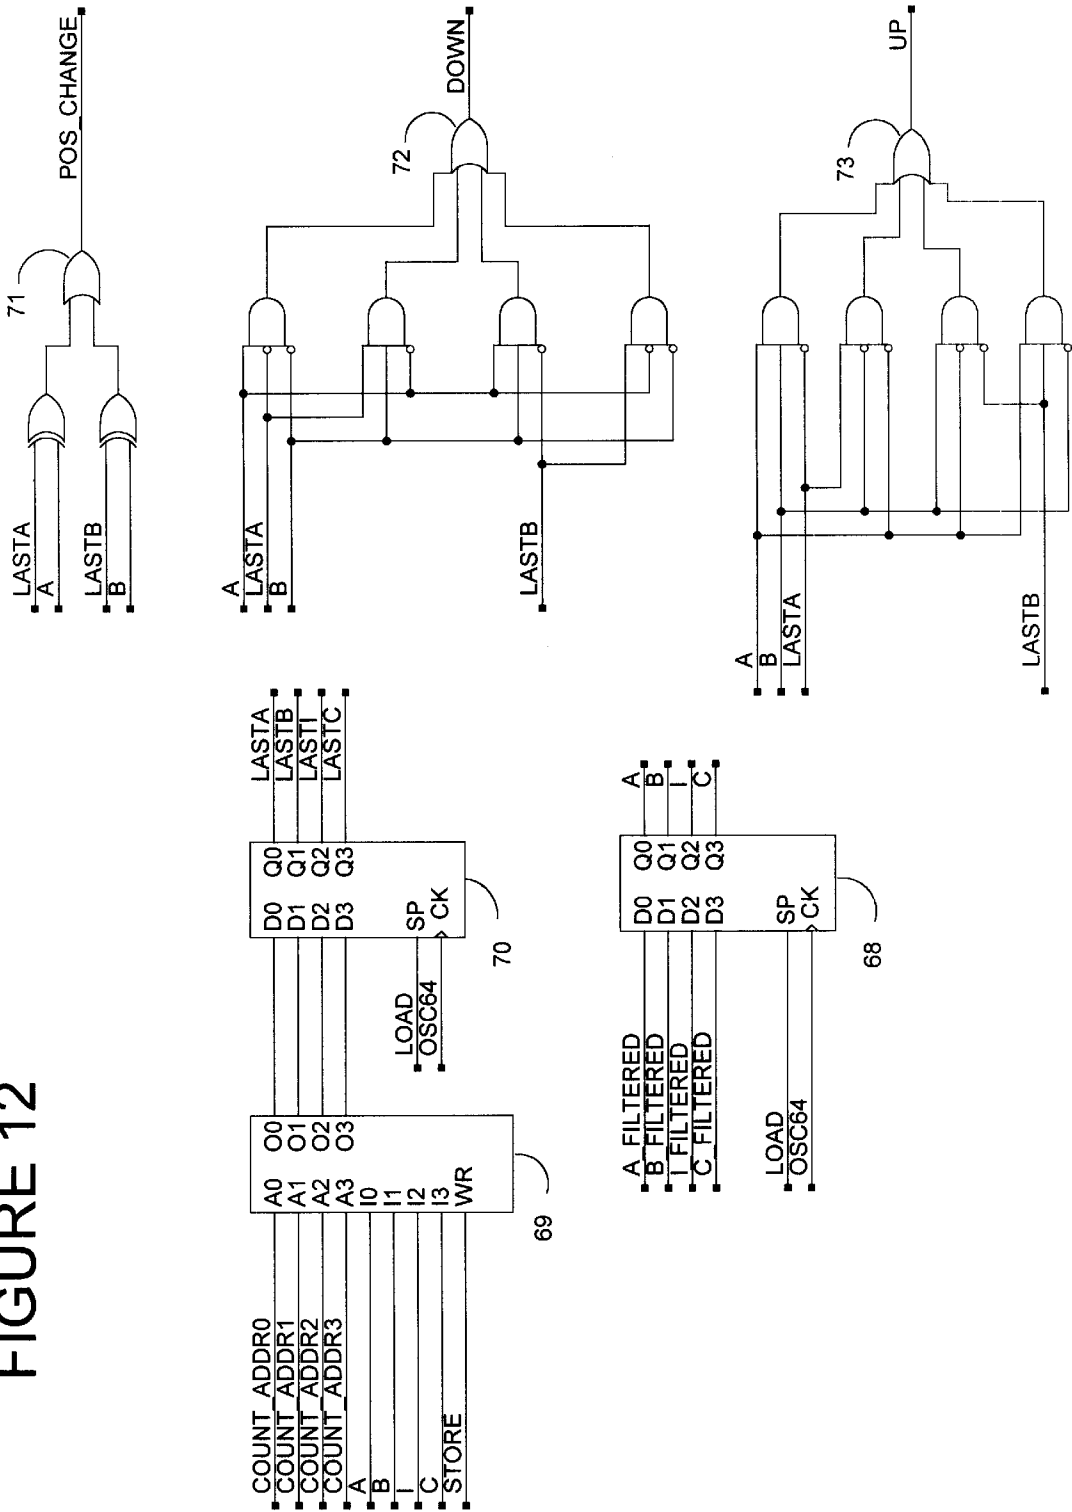 FIGURE 12
COUNT_ADDR0
COUNT_ADDR1
COUNT_ADDR2
COUNT_ADDR3
A
B
I
C
STORE
A0
A1
A2
A3
I0
I1
I2
I3
WR
O0
O1
O2
O3
69
LOAD
OSC64
D0
D1
D2
D3
SP
CK
Q0
Q1
Q2
Q3
70
LASTA
LASTB
LASTI
LASTC
A_FILTERED
B_FILTERED
I_FILTERED
C_FILTERED
LOAD
OSC64
D0
D1
D2
D3
SP
CK
Q0
Q1
Q2
Q3
68
A
B
I
C
LASTA
A
LASTB
B
71
POS_CHANGE
A
LASTA
B
LASTB
72
DOWN
A
B
LASTA
LASTB
73
UP